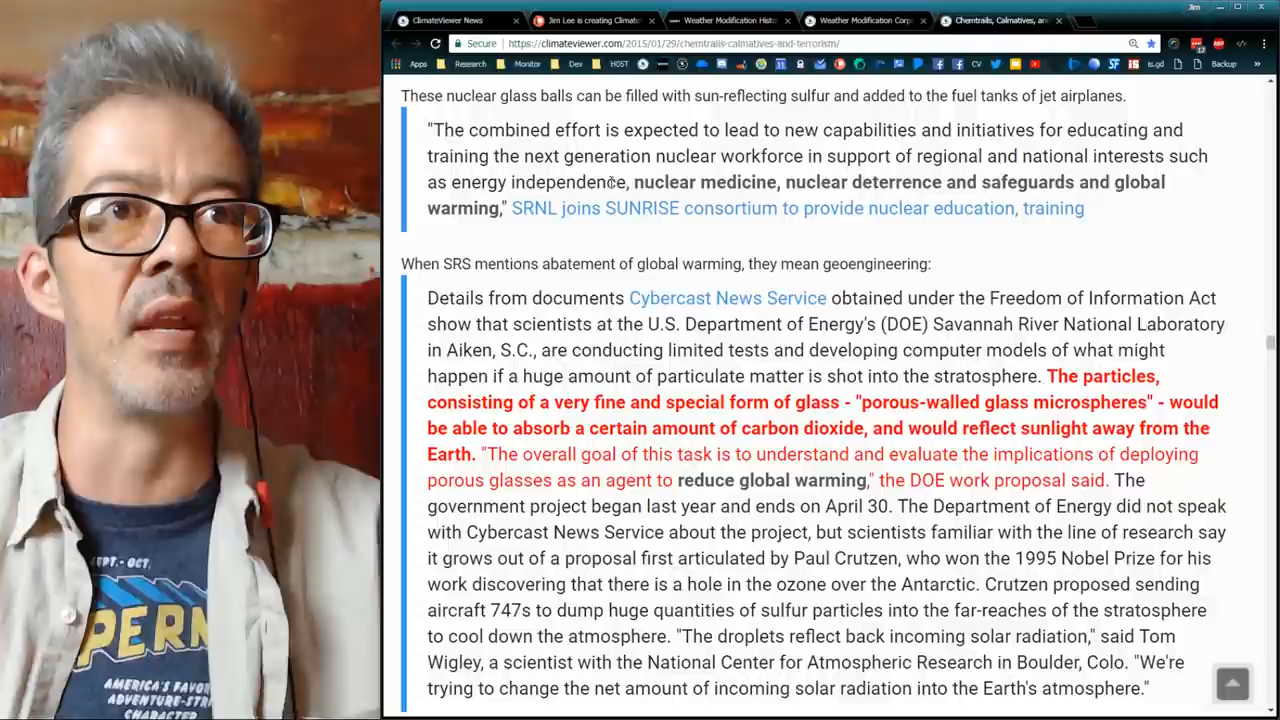 SEPT.- OCT.
PERM
AMERICA'S FAVO
ADVENTURE-STR
CHARACTER
Jim
ClimateViewer News
Jim Lee is creating Climate
Weather Modification Hist
Weather Modification Corp
Chemtrails, Calmatives, an
Secure https://climateviewer.com/2015/01/29/chemtrails-calmatives-and-terrorism/
Apps Research Monitor Dev HOST CV is.gd Backup
These nuclear glass balls can be filled with sun-reflecting sulfur and added to the fuel tanks of jet airplanes.
"The combined effort is expected to lead to new capabilities and initiatives for educating and
training the next generation nuclear workforce in support of regional and national interests such
as energy independence, nuclear medicine, nuclear deterrence and safeguards and global
warming," SRNL joins SUNRISE consortium to provide nuclear education, training
When SRS mentions abatement of global warming, they mean geoengineering:
Details from documents Cybercast News Service obtained under the Freedom of Information Act
show that scientists at the U.S. Department of Energy's (DOE) Savannah River National Laboratory
in Aiken, S.C., are conducting limited tests and developing computer models of what might
happen if a huge amount of particulate matter is shot into the stratosphere. The particles,
consisting of a very fine and special form of glass - "porous-walled glass microspheres" - would
be able to absorb a certain amount of carbon dioxide, and would reflect sunlight away from the
Earth. "The overall goal of this task is to understand and evaluate the implications of deploying
porous glasses as an agent to reduce global warming," the DOE work proposal said. The
government project began last year and ends on April 30. The Department of Energy did not speak
with Cybercast News Service about the project, but scientists familiar with the line of research say
it grows out of a proposal first articulated by Paul Crutzen, who won the 1995 Nobel Prize for his
work discovering that there is a hole in the ozone over the Antarctic. Crutzen proposed sending
aircraft 747s to dump huge quantities of sulfur particles into the far-reaches of the stratosphere
to cool down the atmosphere. "The droplets reflect back incoming solar radiation," said Tom
Wigley, a scientist with the National Center for Atmospheric Research in Boulder, Colo. "We're
trying to change the net amount of incoming solar radiation into the Earth's atmosphere."